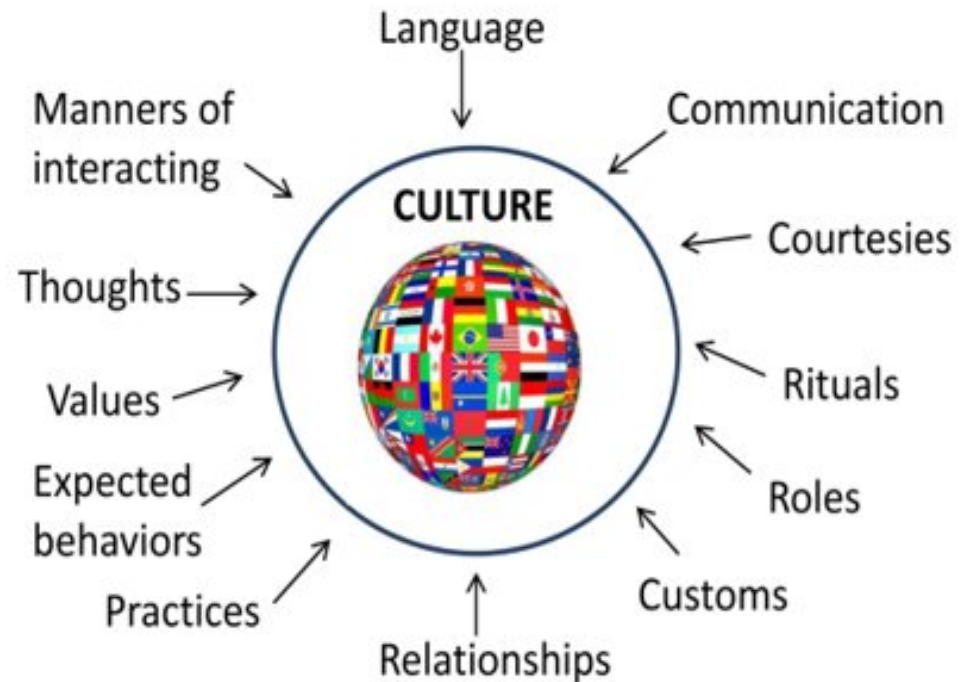 Language
Communication
Courtesies
Rituals
Roles
Customs
Relationships
Practices
Expected
behaviors
Values
Thoughts
Manners of
interacting
CULTURE